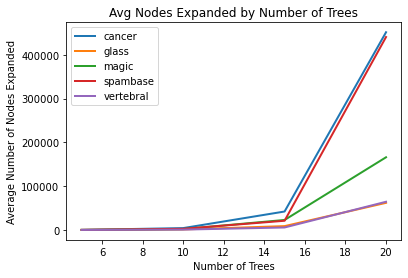 Avg Nodes Expanded by Number of Trees
cancer
glass
magic
spambase
vertebral
Average Number of Nodes Expanded
400000
300000
200000
100000
0
6 8 10 12 14 16 18 20
Number of Trees